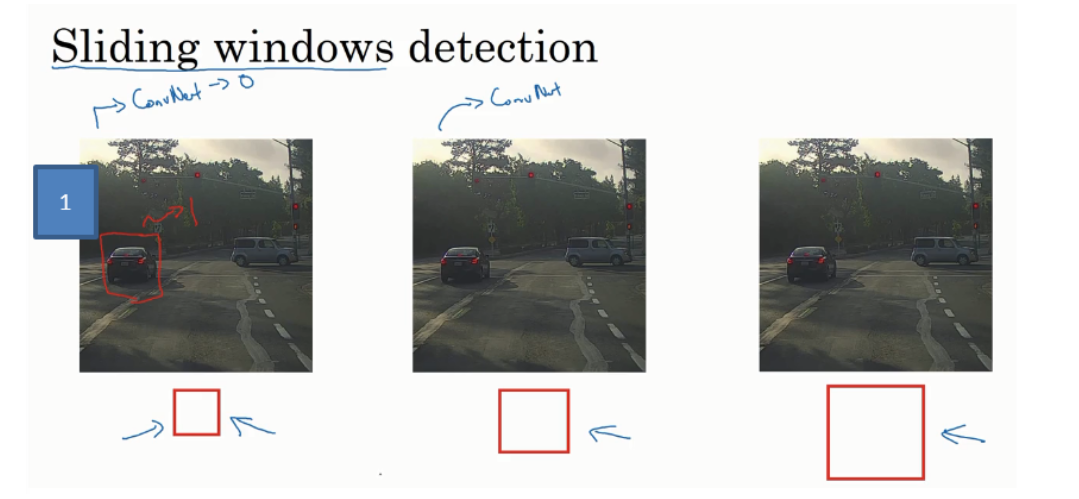 Sliding windows detection
→ ConvNet → 0
→ ConvNet
1
→ 1